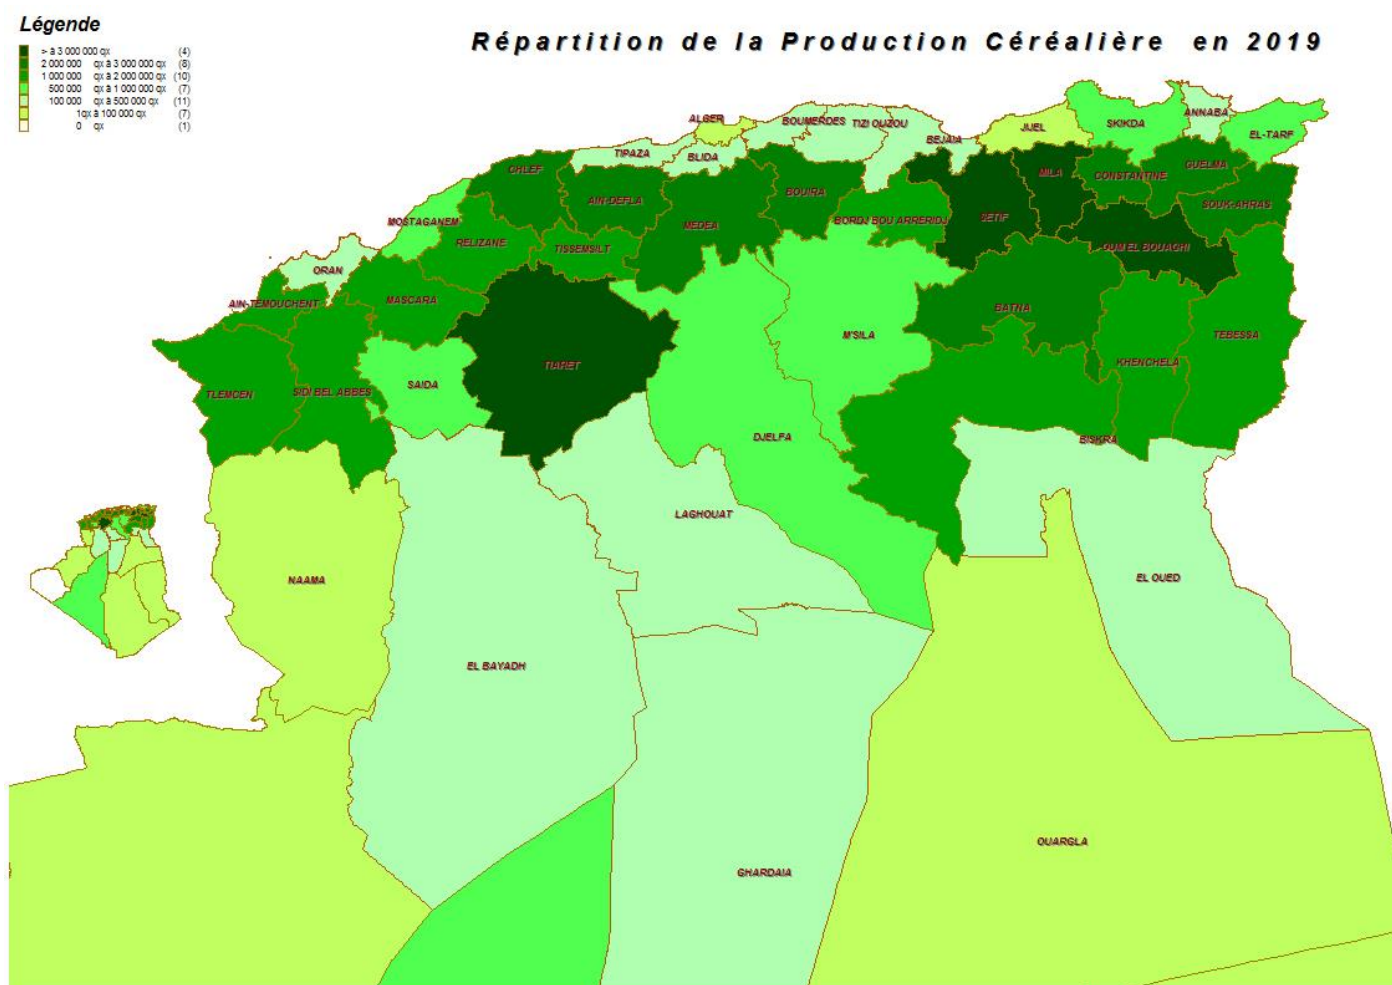 Légende
Répartition de la Production Céréalière en 2019
> à 3 000 000 qx (4)
2 000 000 qx à 3 000 000 qx (8)
1 000 000 qx à 2 000 000 qx (10)
500 000 qx à 1 000 000 qx (7)
100 000 qx à 500 000 qx (11)
1qx à 100 000 qx (7)
0 qx (1)
ALGER
BOUMERDES
TIZI OUZOU
BEJAIA
JIJEL
SKIKDA
ANNABA
EL-TARF
TIPAZA
BLIDA
CHLEF
AIN-DEFLA
BOUIRA
MILA
CONSTANTINE
GUELMA
SOUK-AHRAS
MOSTAGANEM
RELIZANE
TISSEMSILT
MEDEA
BORDJ BOU ARRERIDJ
SETIF
OUM EL BOUAGHI
ORAN
AIN-TEMOUCHENT
MASCARA
BATNA
M'SILA
TEBESSA
TIARET
KHENCHELA
SAIDA
TLEMCEN
SIDI BEL ABBES
DJELFA
BISKRA
LAGHOUAT
NAAMA
EL OUED
EL BAYADH
OUARGLA
GHARDAIA